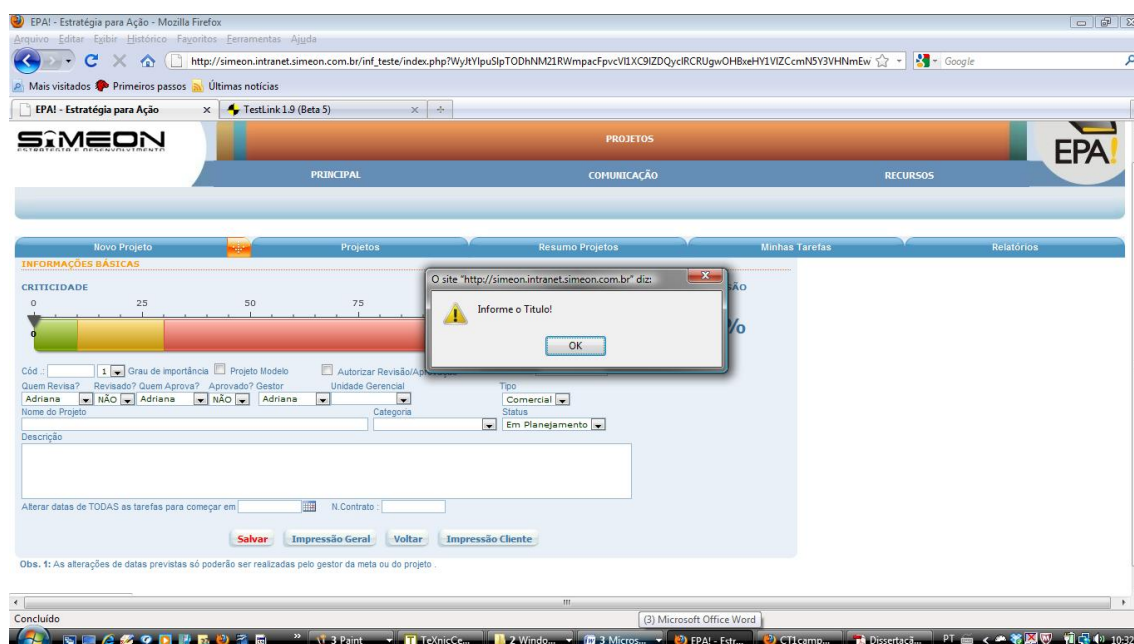 EPA! - Estratégia para Ação - Mozilla Firefox
Arquivo Editar Exibir Histórico Favoritos Ferramentas Ajuda
http://simeon.intranet.simeon.com.br/inf_teste/index.php?
Google
Mais visitados Primeiros passos Últimas notícias
EPA! - Estratégia para Ação x TestLink 1.9 (Beta 5) x
SIMEON
ESTRATÉGIA E DESENVOLVIMENTO
PROJETOS
EPA!
PRINCIPAL COMUNICAÇÃO RECURSOS
Novo Projeto Projetos Resumo Projetos Minhas Tarefas Relatórios
INFORMAÇÕES BÁSICAS
O site "http://simeon.intranet.simeon.com.br" diz:
CRITICIDADE
0 25 50 75
Informe o Titulo!
0
%
OK
Cód .: 1 Grau de importância Projeto Modelo Autorizar
Quem Revisa? Revisado? Quem Aprova? Aprovado? Gestor Unidade Gerencial Tipo
Adriana NÃO Adriana NÃO Adriana Comercial
Nome do Projeto Categoria Status
Em Planejamento
Descrição
Alterar datas de TODAS as tarefas para começar em N.Contrato :
Salvar Impressão Geral Voltar Impressão Cliente
Obs. 1: As alterações de datas previstas só poderão ser realizadas pelo gestor da meta ou do projeto .
Concluído
(3) Microsoft Office Word
3 Paint TeXnicCe... 2 Windo... 3 Micros... EPA! - Estr... CT1camp... Dissertaçã... PT 10:32